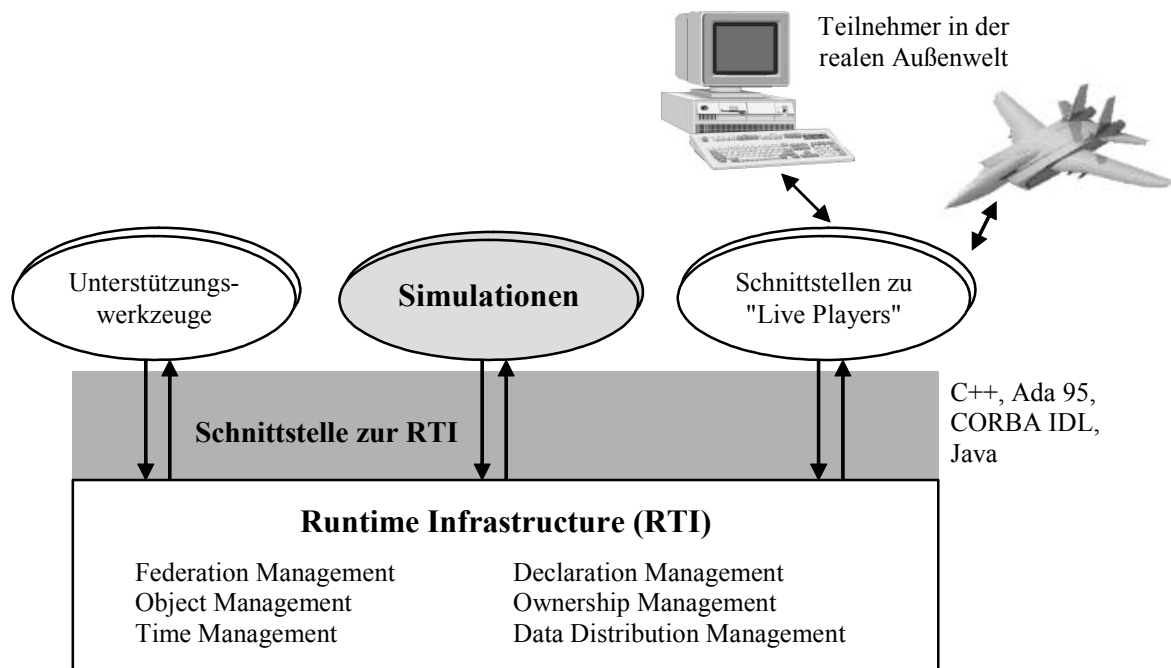 Teilnehmer in der
realen Außenwelt
Unterstützungs-
werkzeuge
Simulationen
Schnittstellen zu
"Live Players"
Schnittstelle zur RTI
C++, Ada 95,
CORBA IDL,
Java
Runtime Infrastructure (RTI)
Federation Management
Object Management
Time Management
Declaration Management
Ownership Management
Data Distribution Management